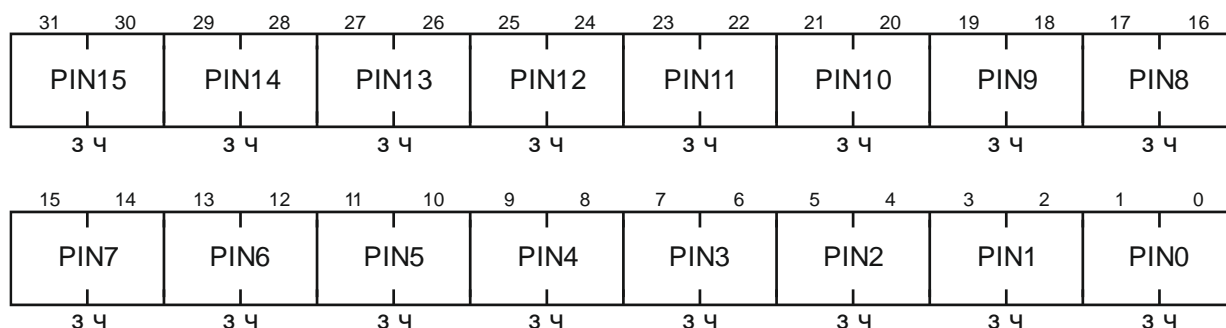 31 30 29 28 27 26 25 24 23 22 21 20 19 18 17 16
PIN15 PIN14 PIN13 PIN12 PIN11 PIN10 PIN9 PIN8
з ч з ч з ч з ч з ч з ч з ч з ч
15 14 13 12 11 10 9 8 7 6 5 4 3 2 1 0
PIN7 PIN6 PIN5 PIN4 PIN3 PIN2 PIN1 PIN0
з ч з ч з ч з ч з ч з ч з ч з ч